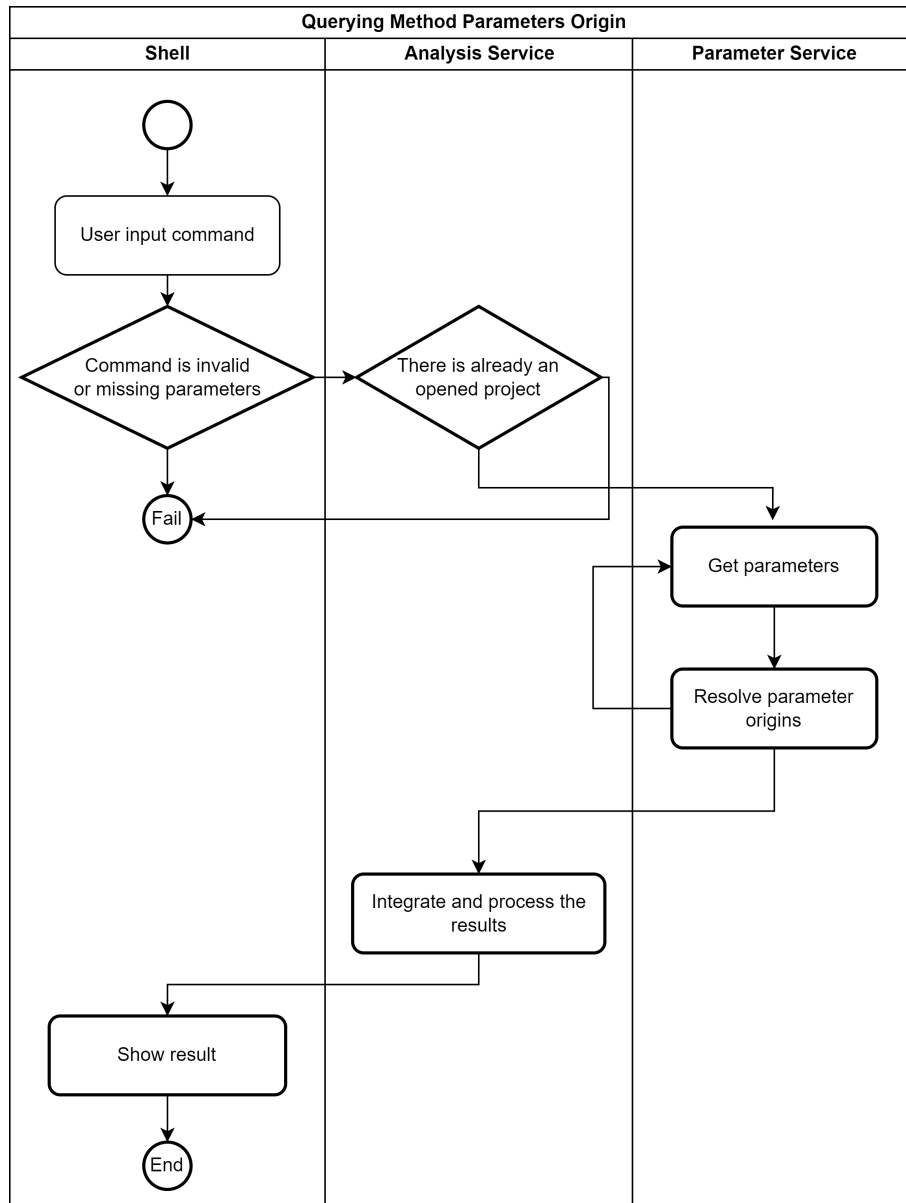 Querying Method Parameters Origin
Shell
Analysis Service
Parameter Service
User input command
Command is invalid
or missing parameters
There is already an
opened project
Fail
Get parameters
Resolve parameter
origins
Integrate and process the
results
Show result
End